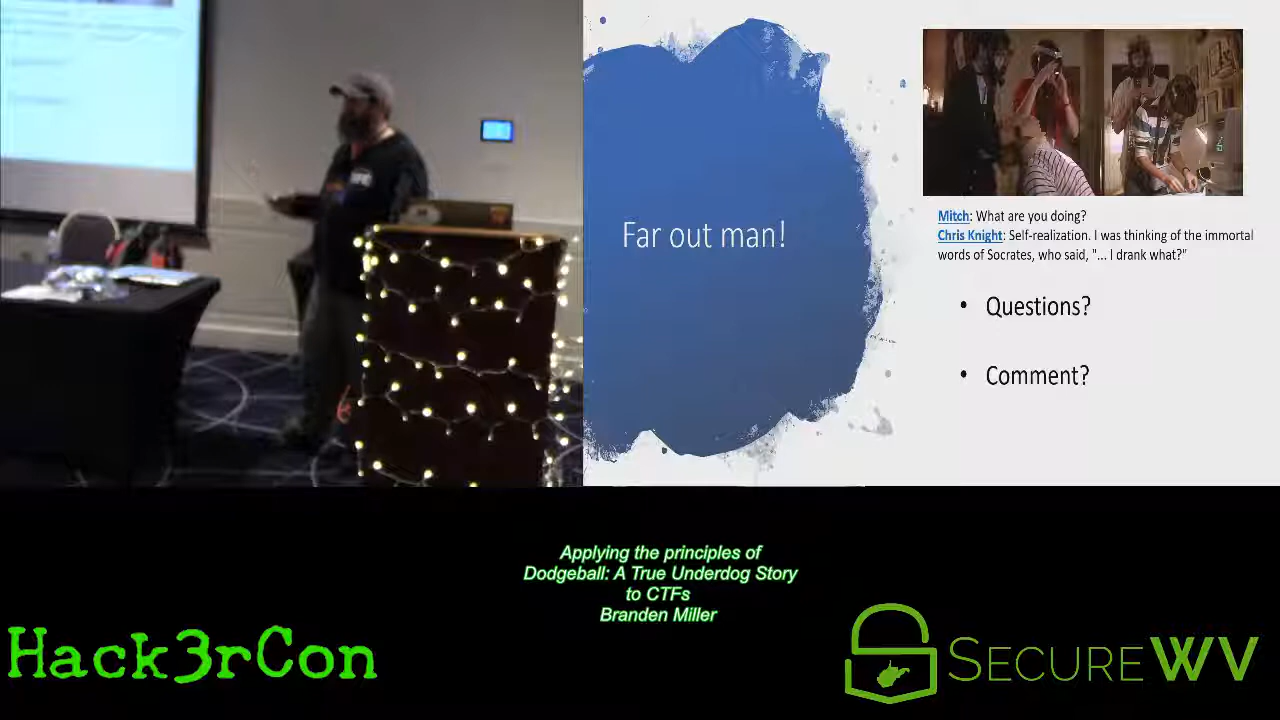 Far out man!
Mitch: What are you doing?
Chris Knight: Self-realization. I was thinking of the immortal
words of Socrates, who said, "... I drank what?"
• Questions?
• Comment?
Applying the principles of
Dodgeball: A True Underdog Story
to CTFs
Branden Miller
Hack3rCon
SECUREWV